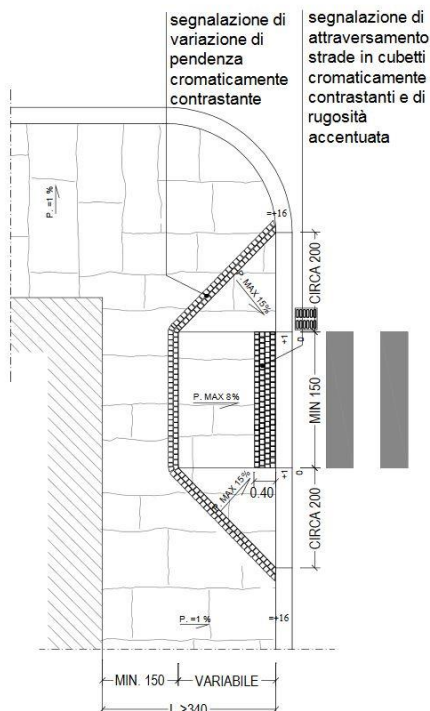 segnalazione di
variazione di
pendenza
cromaticamente
contrastante
segnalazione di
attraversamento
strade in cubetti
cromaticamente
contrastanti e di
rugosità
accentuata
P. =1 %
=+16
P. MAX 15%
CIRCA 200
+1
0
P. MAX 8%
MIN 150
0.40
+1
0
P. MAX 15%
CIRCA 200
P. =1 %
=+16
MIN. 150
VARIABILE
L >340